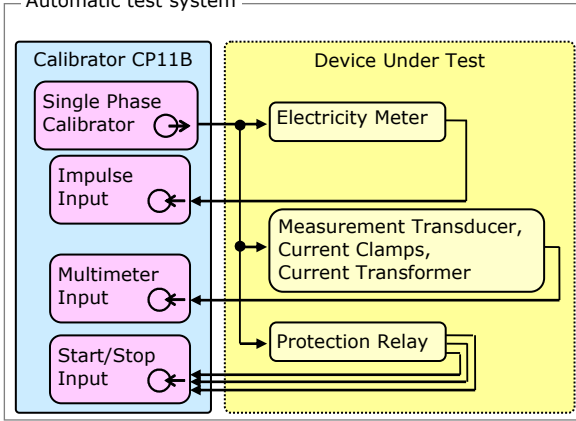 Automatic test system
Calibrator CP11B
Device Under Test
Single Phase
Calibrator
Electricity Meter
Impulse
Input
Measurement Transducer,
Current Clamps,
Current Transformer
Multimeter
Input
Protection Relay
Start/Stop
Input